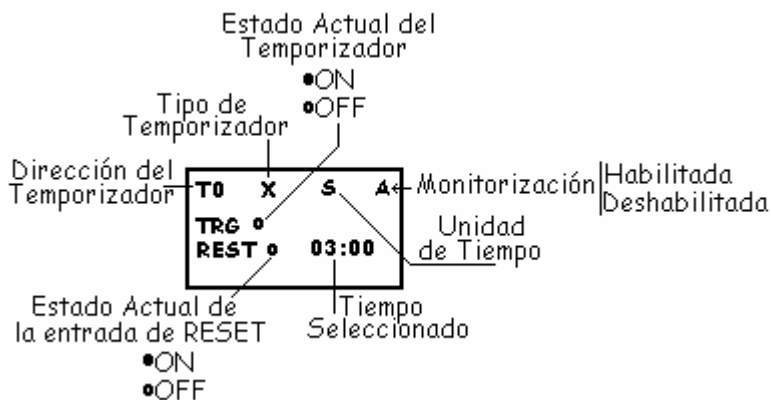 Estado Actual del
Temporizador
ON
OFF
Tipo de
Temporizador
Dirección del
Temporizador
T0 X S A
Monitorización
Habilitada
Deshabilitada
TRG
REST 03:00
Unidad
de Tiempo
Estado Actual de
la entrada de RESET
ON
OFF
Tiempo
Seleccionado